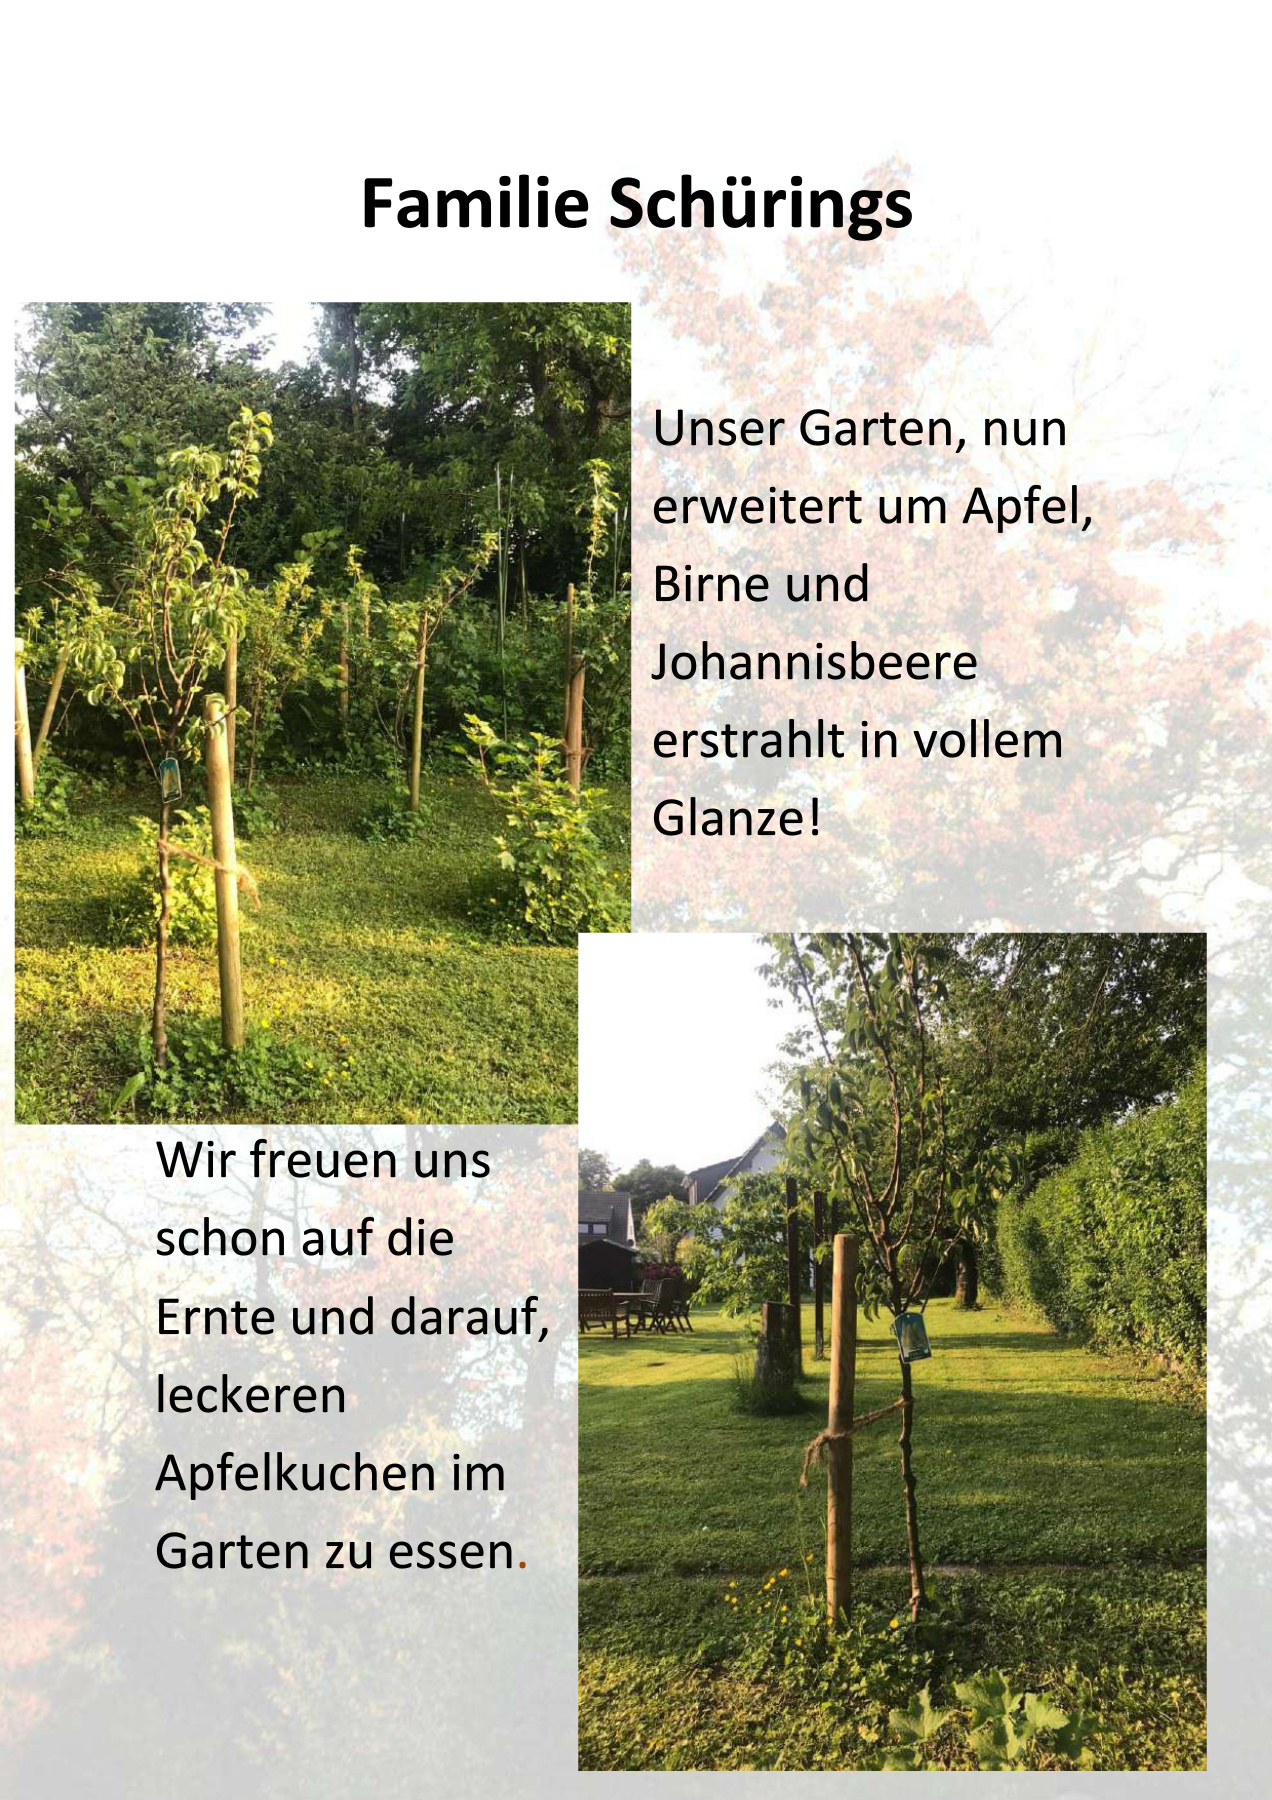 Familie Schürings
Unser Garten, nun
erweitert um Apfel,
Birne und
Johannisbeere
erstrahlt in vollem
Glanze!
Wir freuen uns
schon auf die
Ernte und darauf,
leckeren
Apfelkuchen im
Garten zu essen.